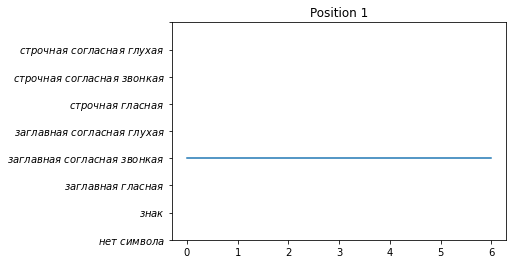 Position 1
строчная согласная глухая
строчная согласная звонкая
строчная гласная
заглавная согласная глухая
заглавная согласная звонкая
заглавная гласная
знак
нет символа
0 1 2 3 4 5 6